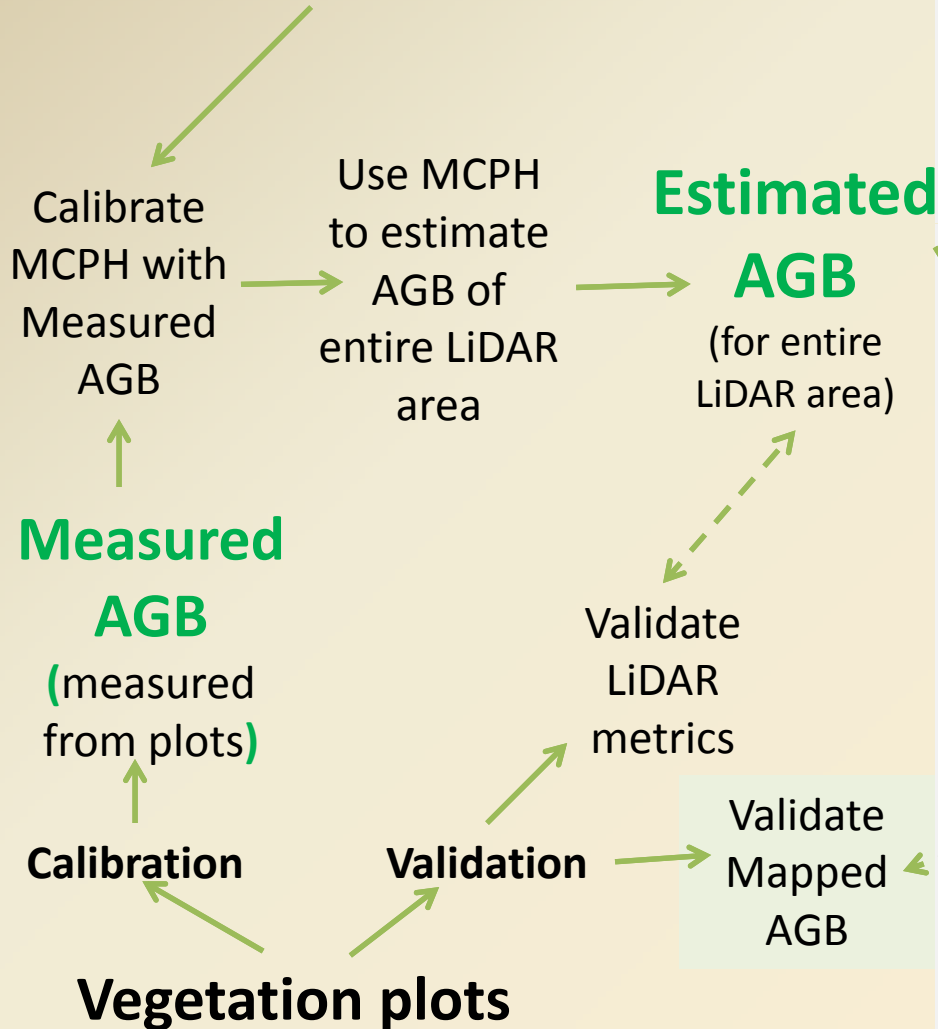 Calibrate
MCPH with
Measured
AGB
Use MCPH
to estimate
AGB of
entire LiDAR
area
Estimated
AGB
(for entire
LiDAR area)
Measured
AGB
(measured
from plots)
Validate
LiDAR
metrics
Calibration
Validation
Validate
Mapped
AGB
Vegetation plots